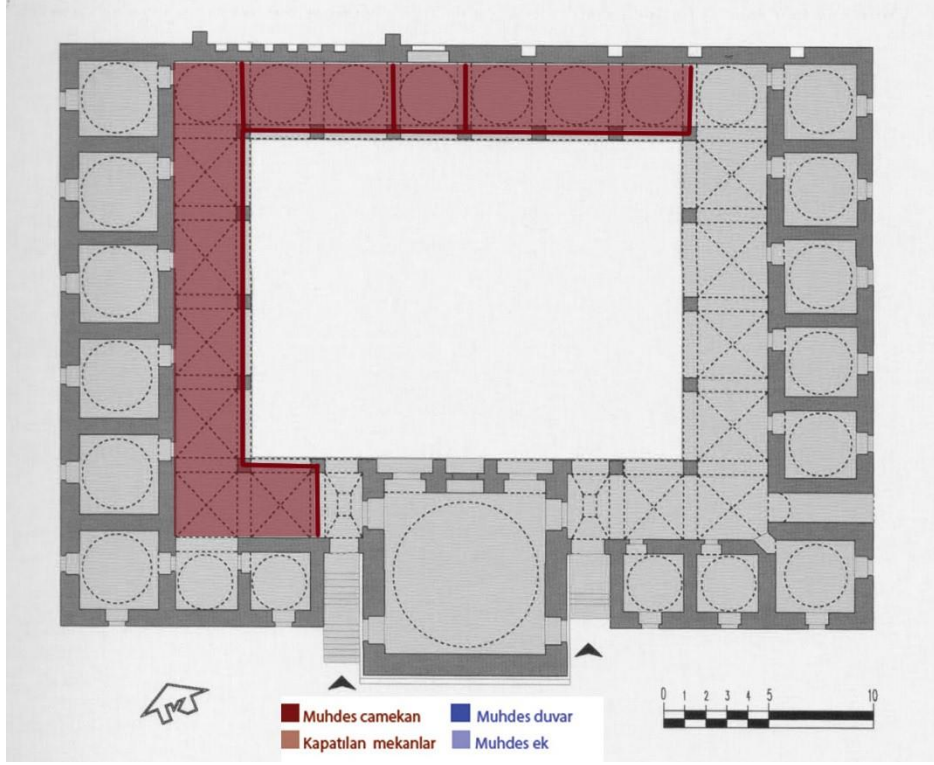 0 1 2 3 4 5 10
Muhdes camekan
Muhdes duvar
Kapatılan mekanlar
Muhdes ek